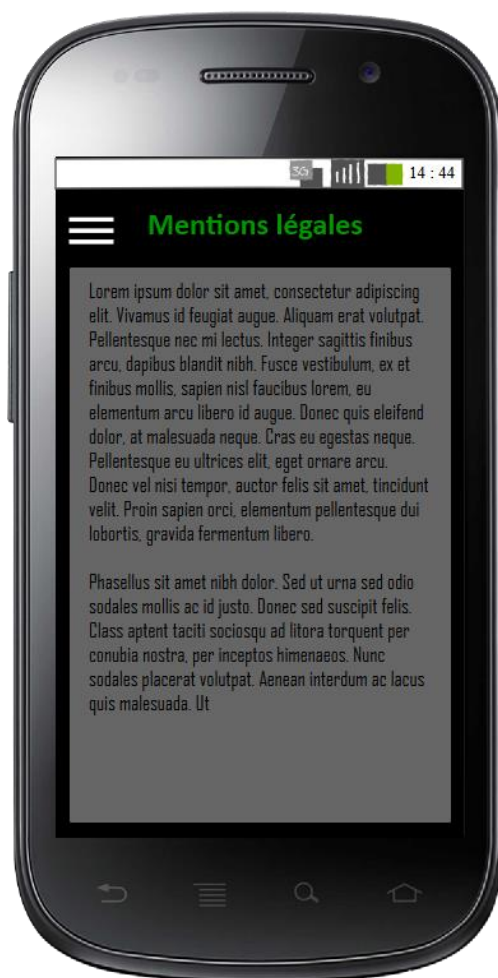 3G 14 : 44
Mentions légales
Lorem ipsum dolor sit amet, consectetur adipiscing
elit. Vivamus id feugiat augue. Aliquam erat volutpat.
Pellentesque nec mi lectus. Integer sagittis finibus
arcu, dapibus blandit nibh. Fusce vestibulum, ex et
finibus mollis, sapien nisl faucibus lorem, eu
elementum arcu libero id augue. Donec quis eleifend
dolor, at malesuada neque. Cras eu egestas neque.
Pellentesque eu ultrices elit, eget ornare arcu.
Donec vel nisi tempor, auctor felis sit amet, tincidunt
velit. Proin sapien orci, elementum pellentesque dui
lobortis, gravida fermentum libero.
Phasellus sit amet nibh dolor. Sed ut urna sed odio
sodales mollis ac id justo. Donec sed suscipit felis.
Class aptent taciti sociosqu ad litora torquent per
conubia nostra, per inceptos himenaeos. Nunc
sodales placerat volutpat. Aenean interdum ac lacus
quis malesuada. Ut